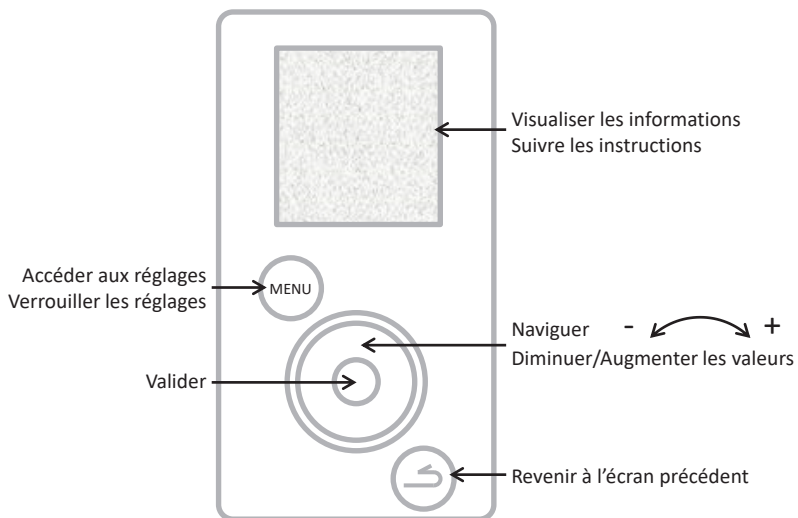 Visualiser les informations
Suivre les instructions
Accéder aux réglages
Verrouiller les réglages
MENU
Naviguer - +
Diminuer/Augmenter les valeurs
Valider
Revenir à l’écran précédent